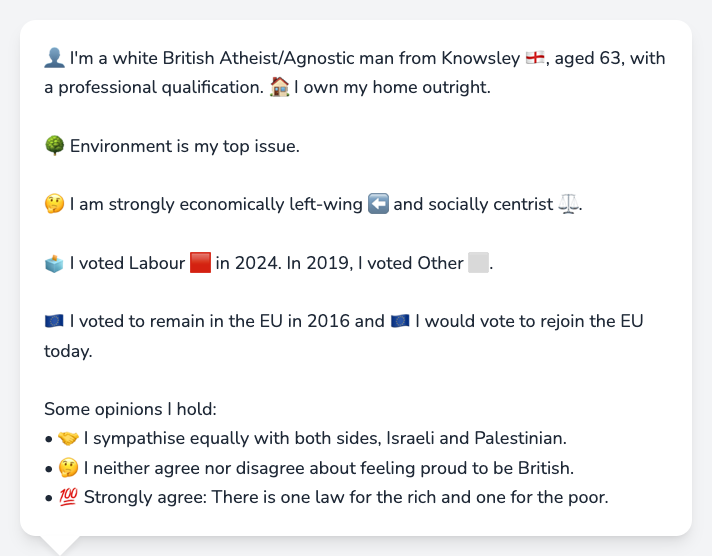 👤 I'm a white British Atheist/Agnostic man from Knowsley 🏴󠁧󠁢󠁥󠁮󠁧󠁿, aged 63, with
a professional qualification. 🏠 I own my home outright.
🌳 Environment is my top issue.
🤔 I am strongly economically left-wing ⬅️ and socially centrist ⚖️.
🗳️ I voted Labour 🟥 in 2024. In 2019, I voted Other ⬜.
🇪🇺 I voted to remain in the EU in 2016 and 🇪🇺 I would vote to rejoin the EU
today.
Some opinions I hold:
• 🤝 I sympathise equally with both sides, Israeli and Palestinian.
• 🤔 I neither agree nor disagree about feeling proud to be British.
• 💯 Strongly agree: There is one law for the rich and one for the poor.